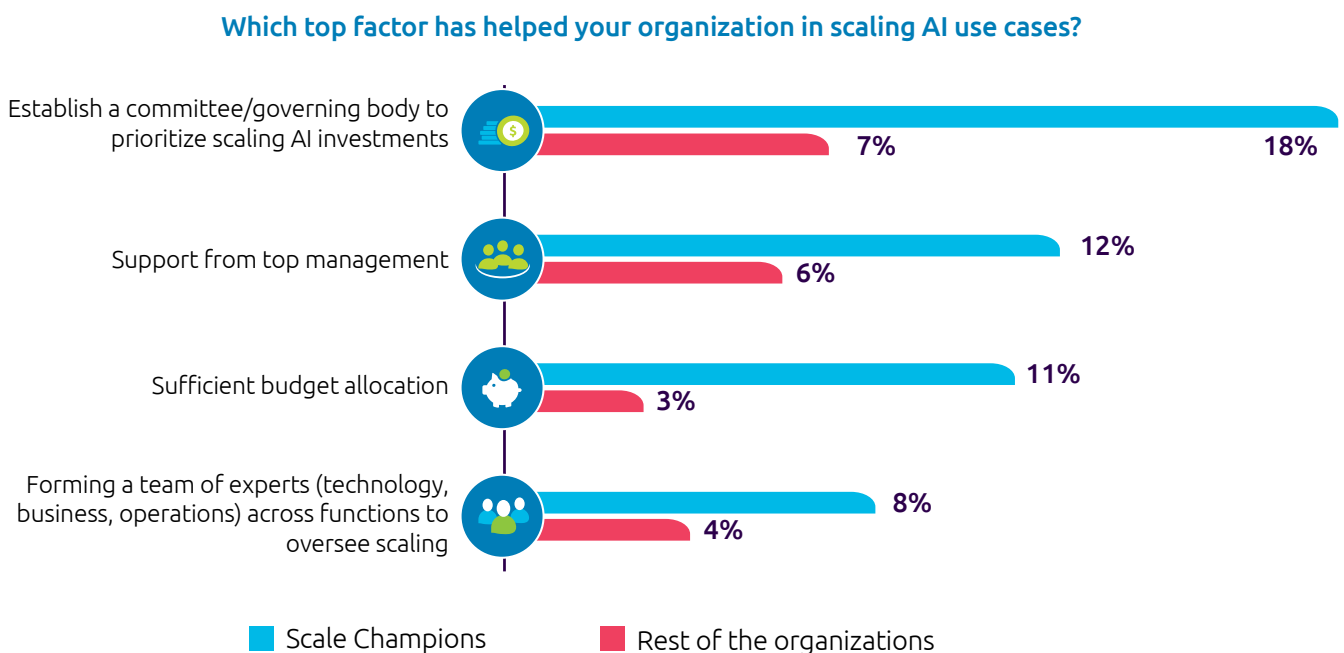 Which top factor has helped your organization in scaling AI use cases?
Establish a committee/governing body to
prioritize scaling AI investments
$
7%
18%
Support from top management
12%
6%
Sufficient budget allocation
11%
3%
Forming a team of experts (technology,
business, operations) across functions to
oversee scaling
8%
4%
Scale Champions
Rest of the organizations